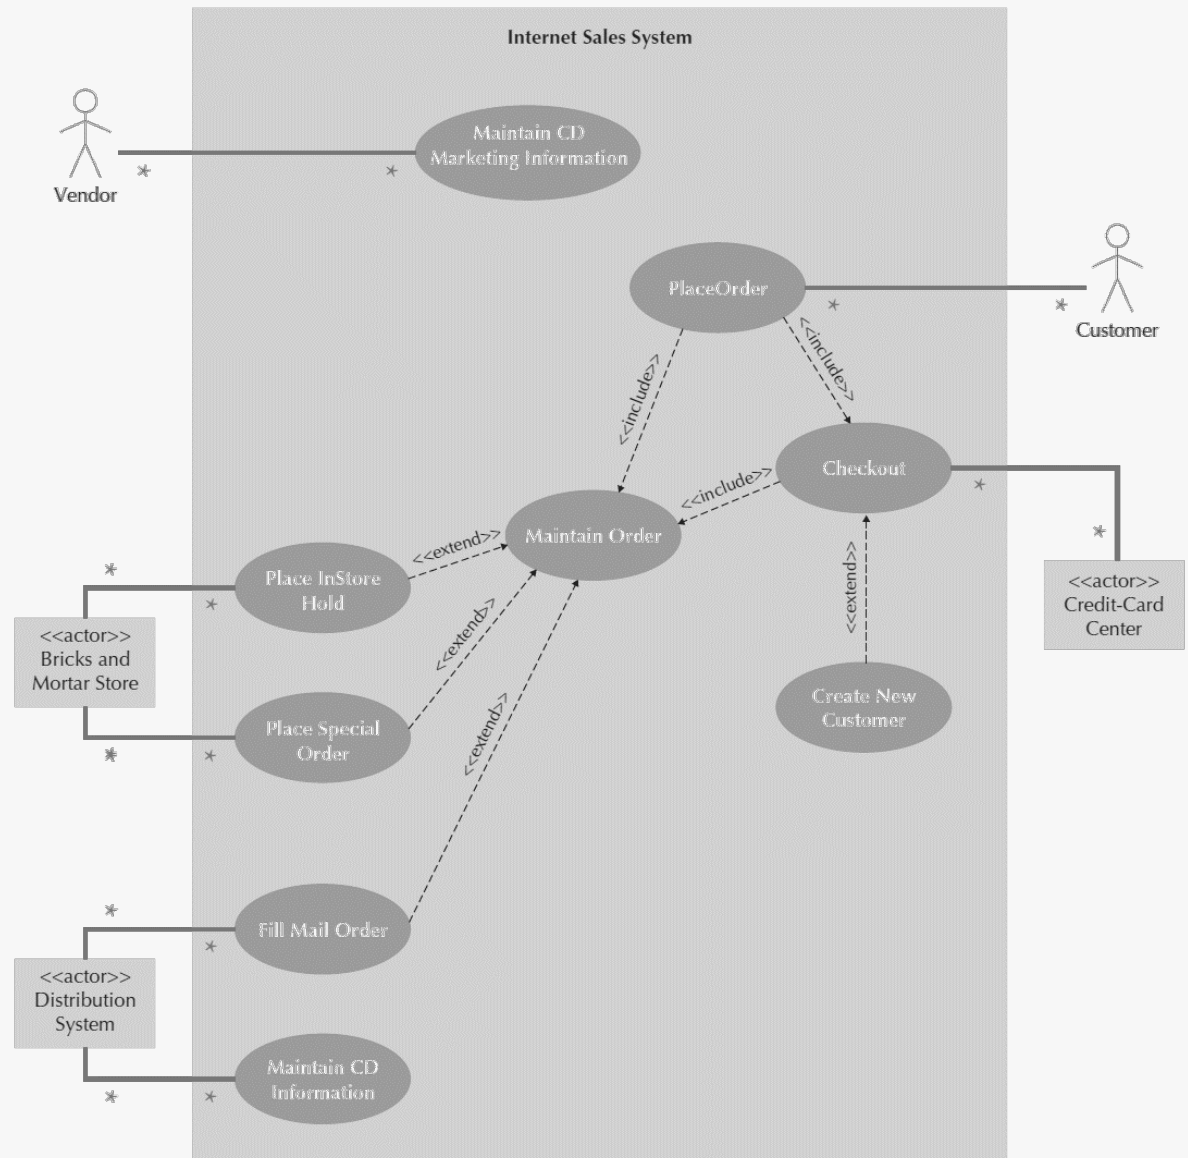 Internet Sales System
Maintain CD
Marketing Information
*
*
Vendor
PlaceOrder
*
*
Customer
<<include>>
<<include>>
Checkout
*
*
<<include>>
Maintain Order
<<extend>>
<<extend>>
<<extend>>
<<extend>>
Place InStore
Hold
*
*
<<actor>>
Bricks and
Mortar Store
<<actor>>
Credit-Card
Center
Create New
Customer
Place Special
Order
*
*
Fill Mail Order
*
*
<<actor>>
Distribution
System
Maintain CD
Information
*
*